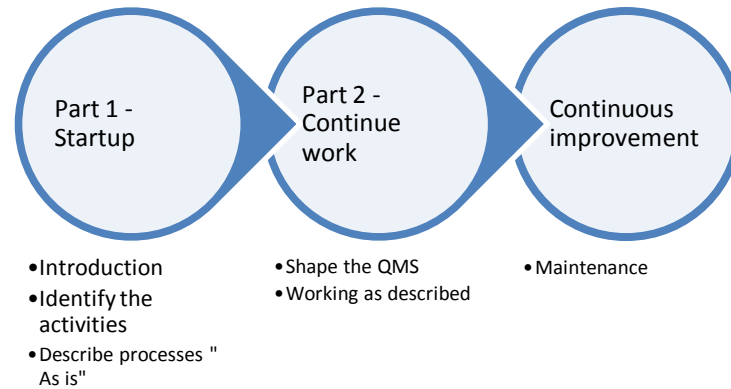 Part 1 -
Startup
Part 2 -
Continue
work
Continuous
improvement
•Introduction
•Identify the
activities
•Describe processes "
As is"
•Shape the QMS
•Working as described
•Maintenance